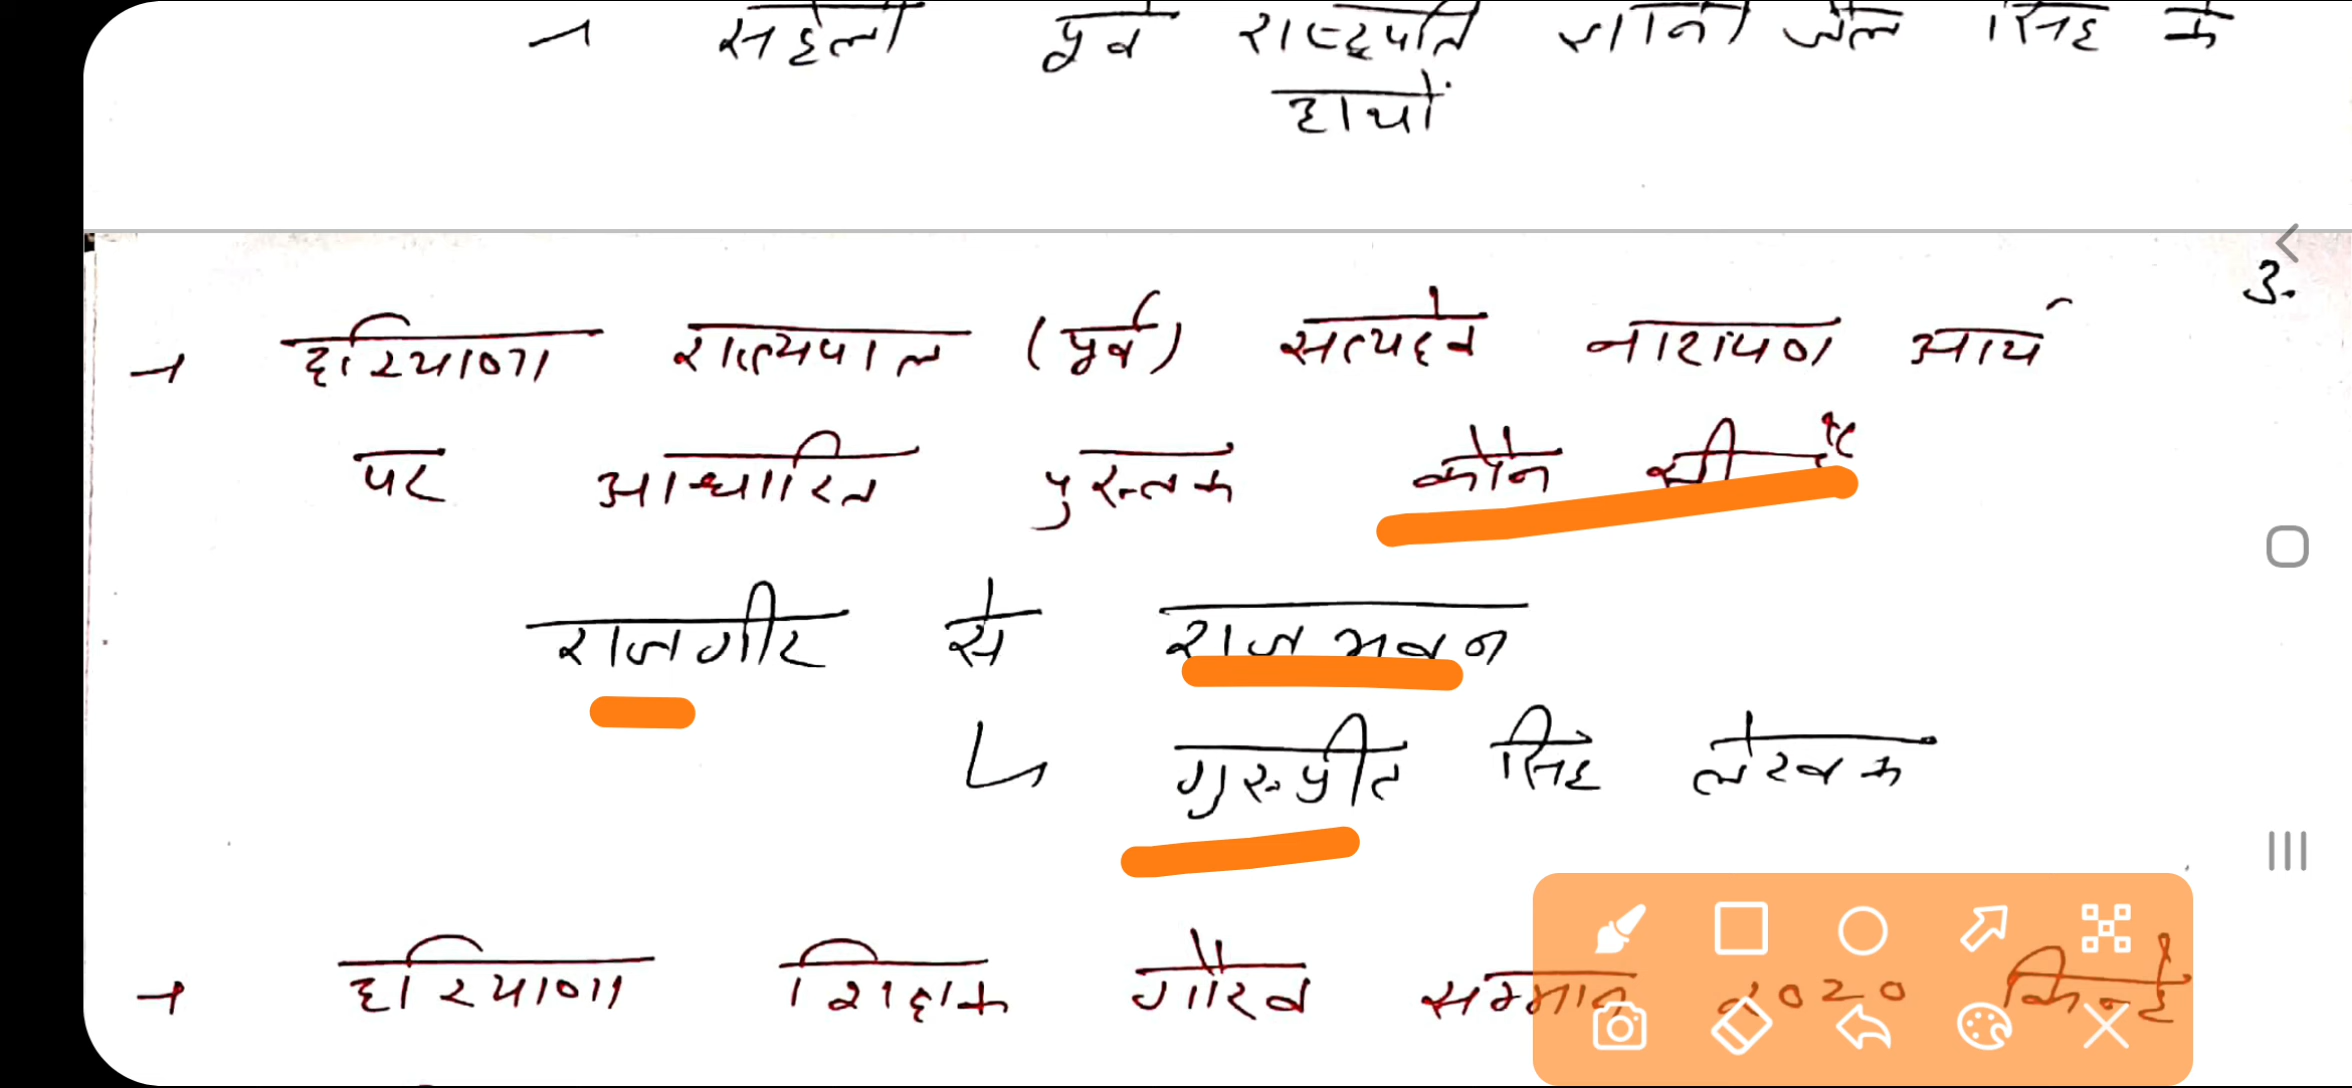 → सहेली पूर्व राष्ट्रपति ज्ञानी जैल सिंह के
हाथों
3.
→ हरियाणा राज्यपाल (पूर्व) सत्यदेव नारायण आर्य
पर आधारित पुस्तक कौन सी है
राजगीर से राजभवन
↳ गुरुप्रीत सिंह लेखक
→ हरियाणा शिक्षक गौरव सम्मान 2020 किन्हें